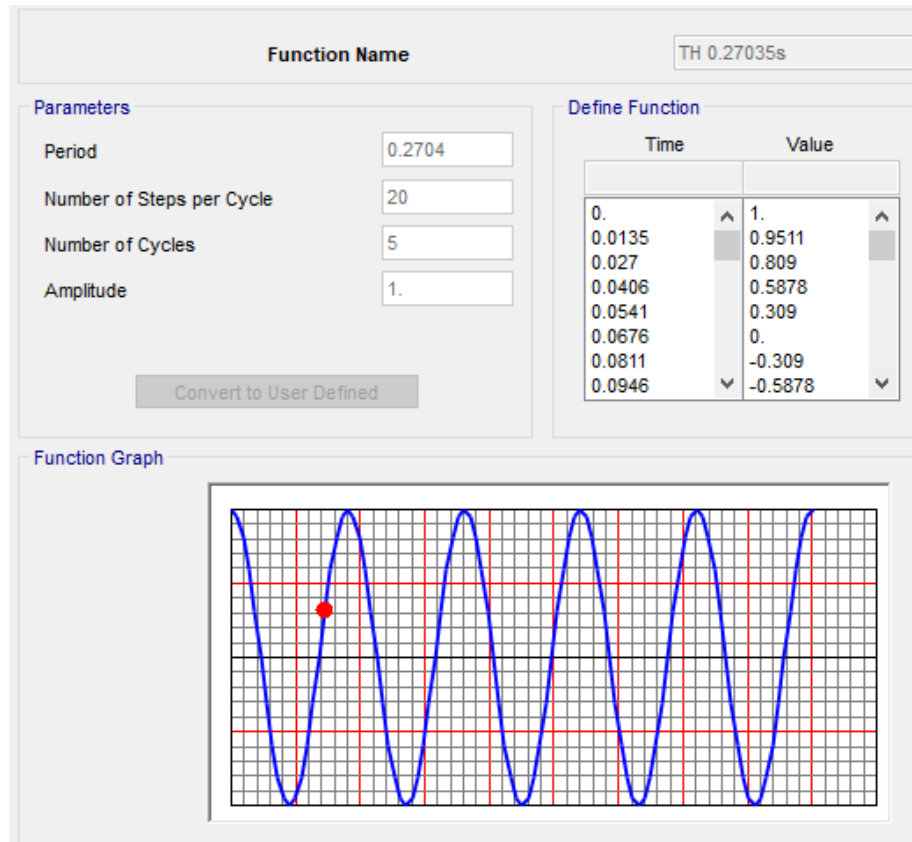 Function Name
TH 0.27035s
Parameters
Period 0.2704
Number of Steps per Cycle 20
Number of Cycles 5
Amplitude 1.
Convert to User Defined
Define Function
Time Value
0. 1.
0.0135 0.9511
0.027 0.809
0.0406 0.5878
0.0541 0.309
0.0676 0.
0.0811 -0.309
0.0946 -0.5878
Function Graph